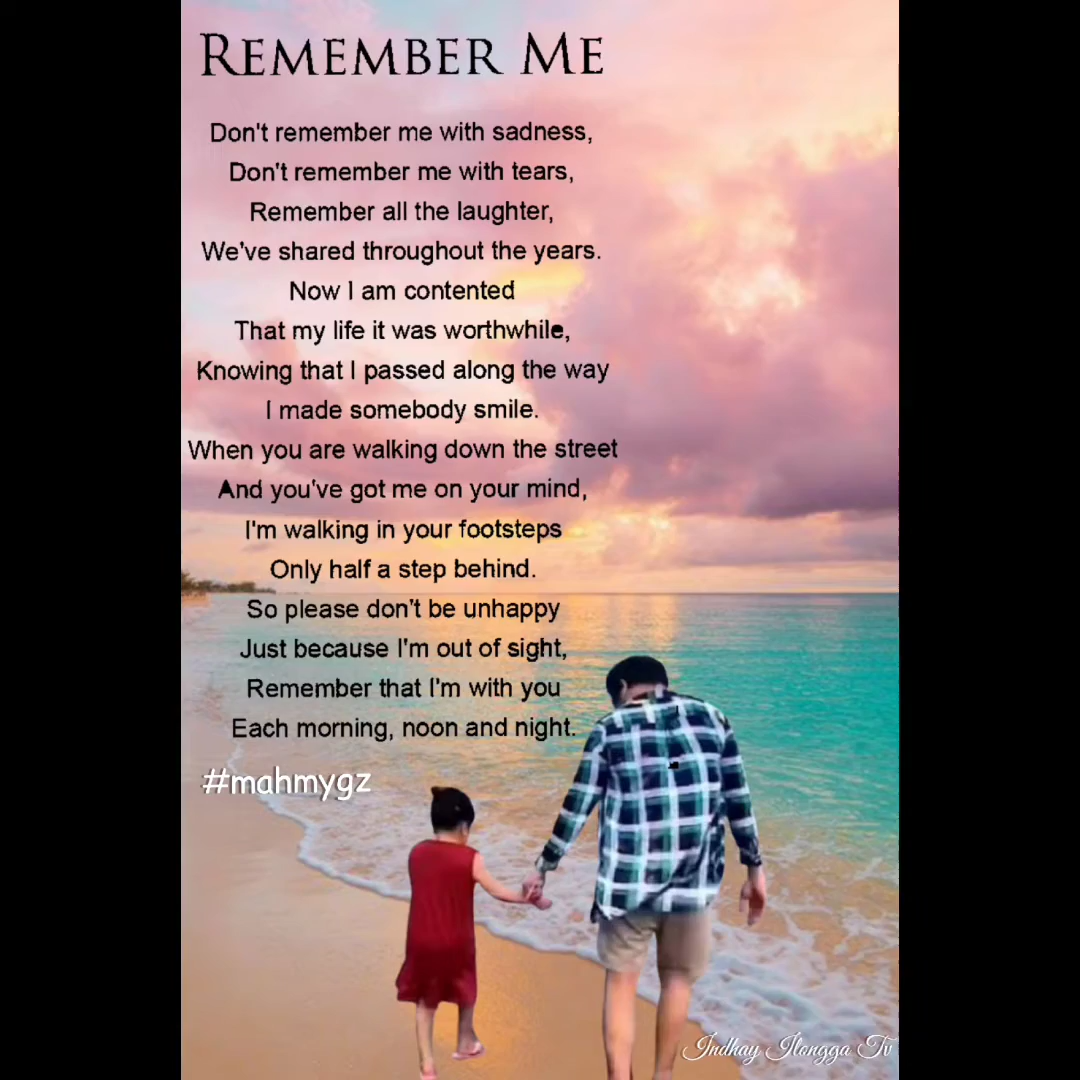 REMEMBER ME
Don't remember me with sadness,
Don't remember me with tears,
Remember all the laughter,
We've shared throughout the years.
Now I am contented
That my life it was worthwhile,
Knowing that I passed along the way
I made somebody smile.
When you are walking down the street
And you've got me on your mind,
I'm walking in your footsteps
Only half a step behind.
So please don't be unhappy
Just because I'm out of sight,
Remember that I'm with you
Each morning, noon and night.
#mahmygz
Indhay Ilongga Tv